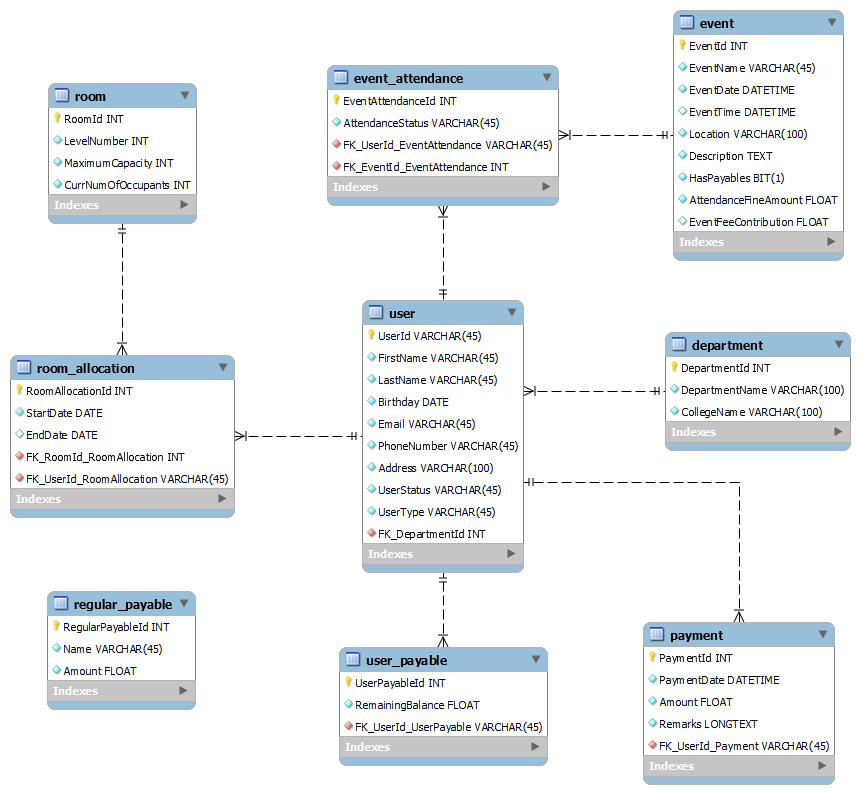 event
EventId INT
EventName VARCHAR(45)
EventDate DATETIME
EventTime DATETIME
Location VARCHAR(100)
Description TEXT
HasPayables BIT(1)
AttendanceFineAmount FLOAT
EventFeeContribution FLOAT
Indexes
event_attendance
EventAttendanceId INT
AttendanceStatus VARCHAR(45)
FK_UserId_EventAttendance VARCHAR(45)
FK_EventId_EventAttendance INT
Indexes
room
RoomId INT
LevelNumber INT
MaximumCapacity INT
CurrNumOfOccupants INT
Indexes
user
UserId VARCHAR(45)
FirstName VARCHAR(45)
LastName VARCHAR(45)
Birthday DATE
Email VARCHAR(45)
PhoneNumber VARCHAR(45)
Address VARCHAR(100)
UserStatus VARCHAR(45)
UserType VARCHAR(45)
FK_DepartmentId INT
Indexes
department
DepartmentId INT
DepartmentName VARCHAR(100)
CollegeName VARCHAR(100)
Indexes
room_allocation
RoomAllocationId INT
StartDate DATE
EndDate DATE
FK_RoomId_RoomAllocation INT
FK_UserId_RoomAllocation VARCHAR(45)
Indexes
regular_payable
RegularPayableId INT
Name VARCHAR(45)
Amount FLOAT
Indexes
user_payable
UserPayableId INT
RemainingBalance FLOAT
FK_UserId_UserPayable VARCHAR(45)
Indexes
payment
PaymentId INT
PaymentDate DATETIME
Amount FLOAT
Remarks LONGTEXT
FK_UserId_Payment VARCHAR(45)
Indexes